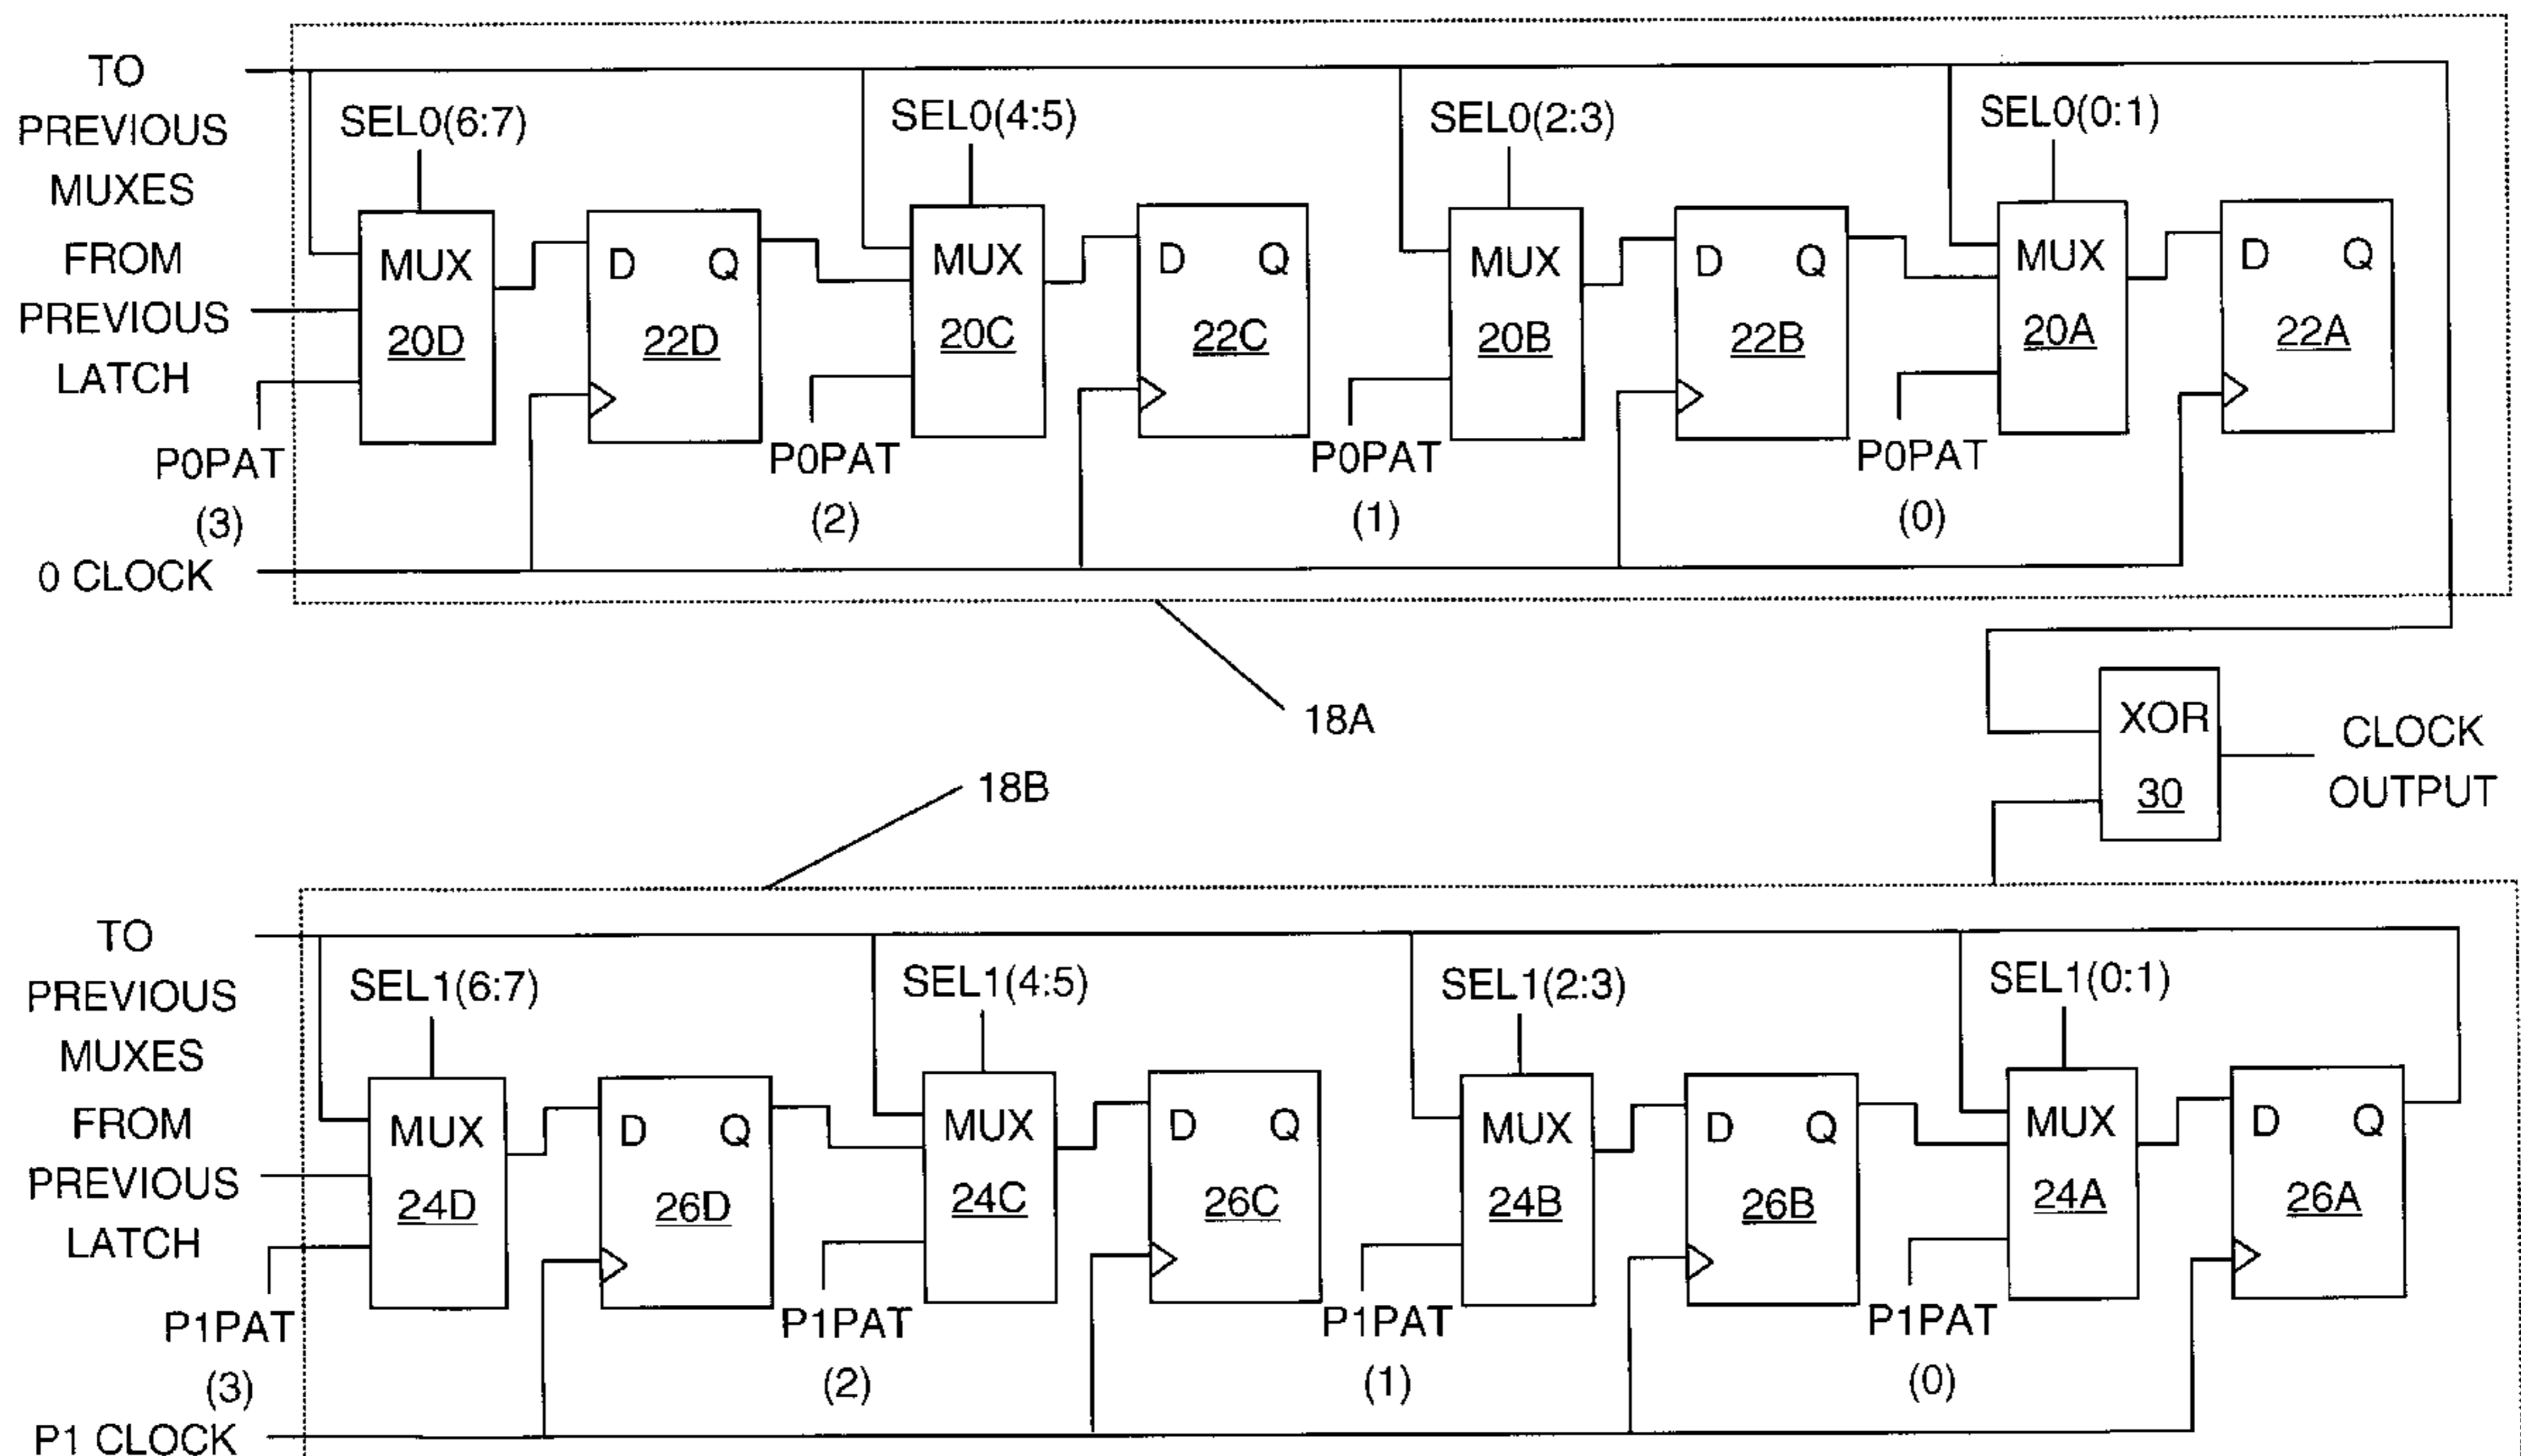 TO
PREVIOUS
MUXES
FROM
PREVIOUS
LATCH
SEL0(6:7)
SEL0(4:5)
SEL0(2:3)
SEL0(0:1)
MUX
20D
D Q
22D
MUX
20C
D Q
22C
MUX
20B
D Q
22B
MUX
20A
D Q
22A
P0PAT
(3)
P0PAT
(2)
P0PAT
(1)
P0PAT
(0)
0 CLOCK
18A
XOR
30
CLOCK
OUTPUT
18B
TO
PREVIOUS
MUXES
FROM
PREVIOUS
LATCH
SEL1(6:7)
SEL1(4:5)
SEL1(2:3)
SEL1(0:1)
MUX
24D
D Q
26D
MUX
24C
D Q
26C
MUX
24B
D Q
26B
MUX
24A
D Q
26A
P1PAT
(3)
P1PAT
(2)
P1PAT
(1)
P1PAT
(0)
P1 CLOCK